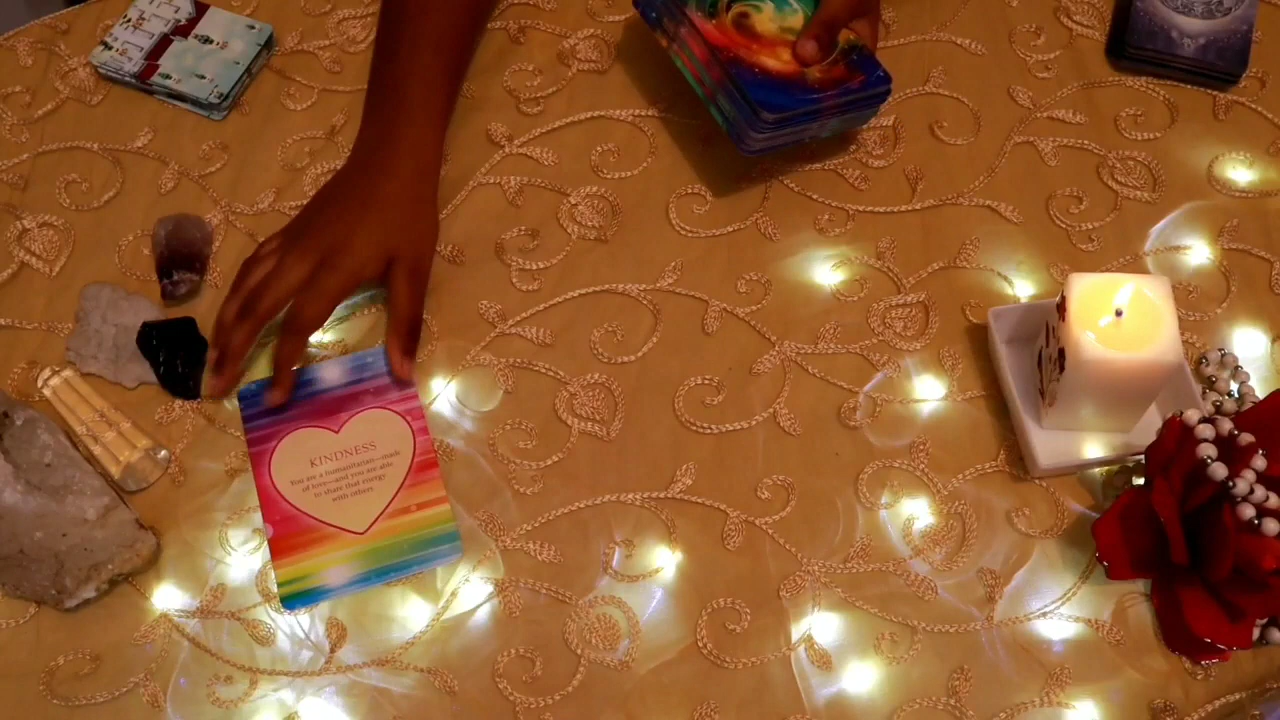 KINDNESS
You are a humanitarian—made
of love—and you are able
to share that energy
with others